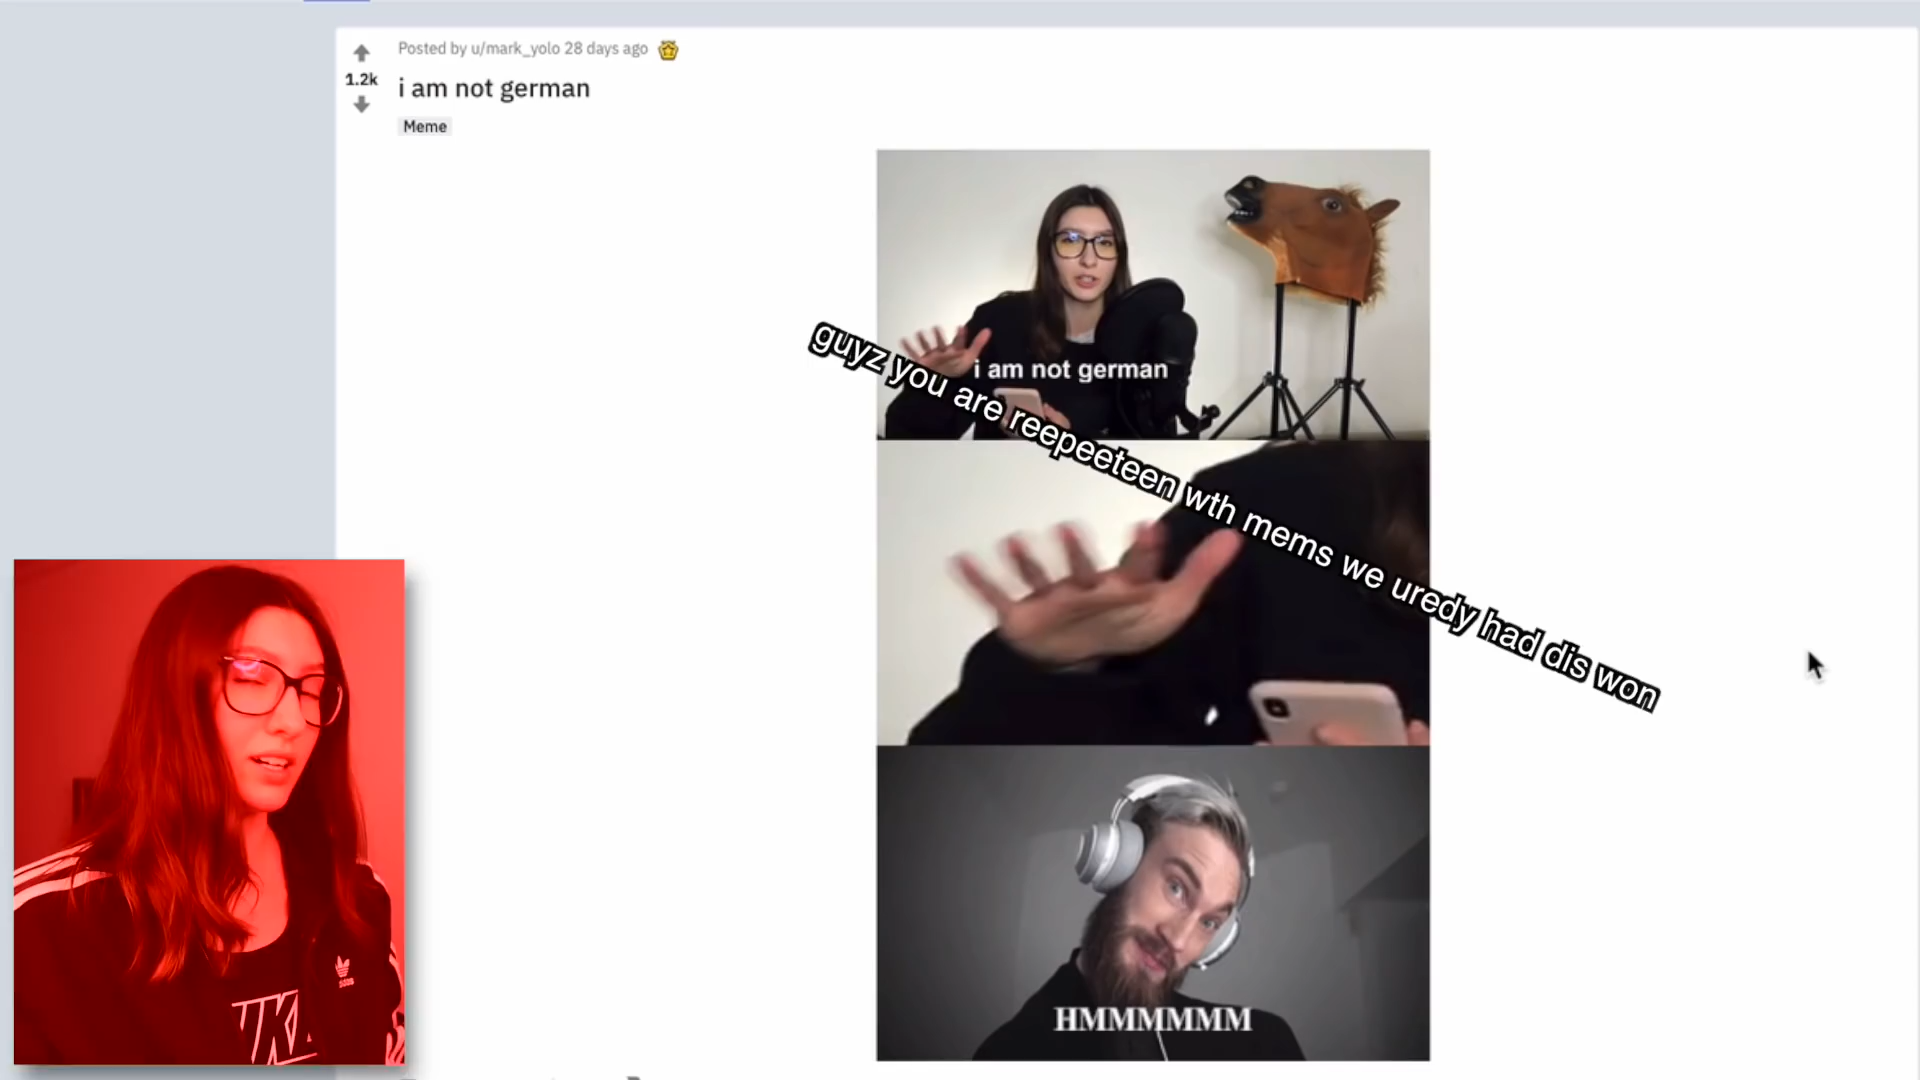 Posted by u/mark_yolo 28 days ago
1.2k
i am not german
Meme
i am not german
guyz you are reepeeteen wth mems we uredy had dis won
HMMMMMM